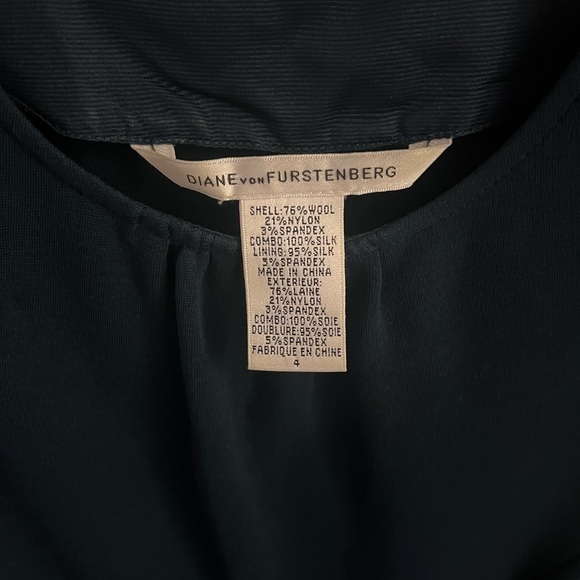 DIANE VON FURSTENBERG
SHELL:76%WOOL
21%NYLON
3%SPANDEX
COMBO:100%SILK
LINING:95%SILK
5%SPANDEX
MADE IN CHINA
EXTERIEUR:
76%LAINE
21%NYLON
3%SPANDEX
COMBO:100%SOIE
DOUBLURE:95%SOIE
5%SPANDEX
FABRIQUE EN CHINE
4